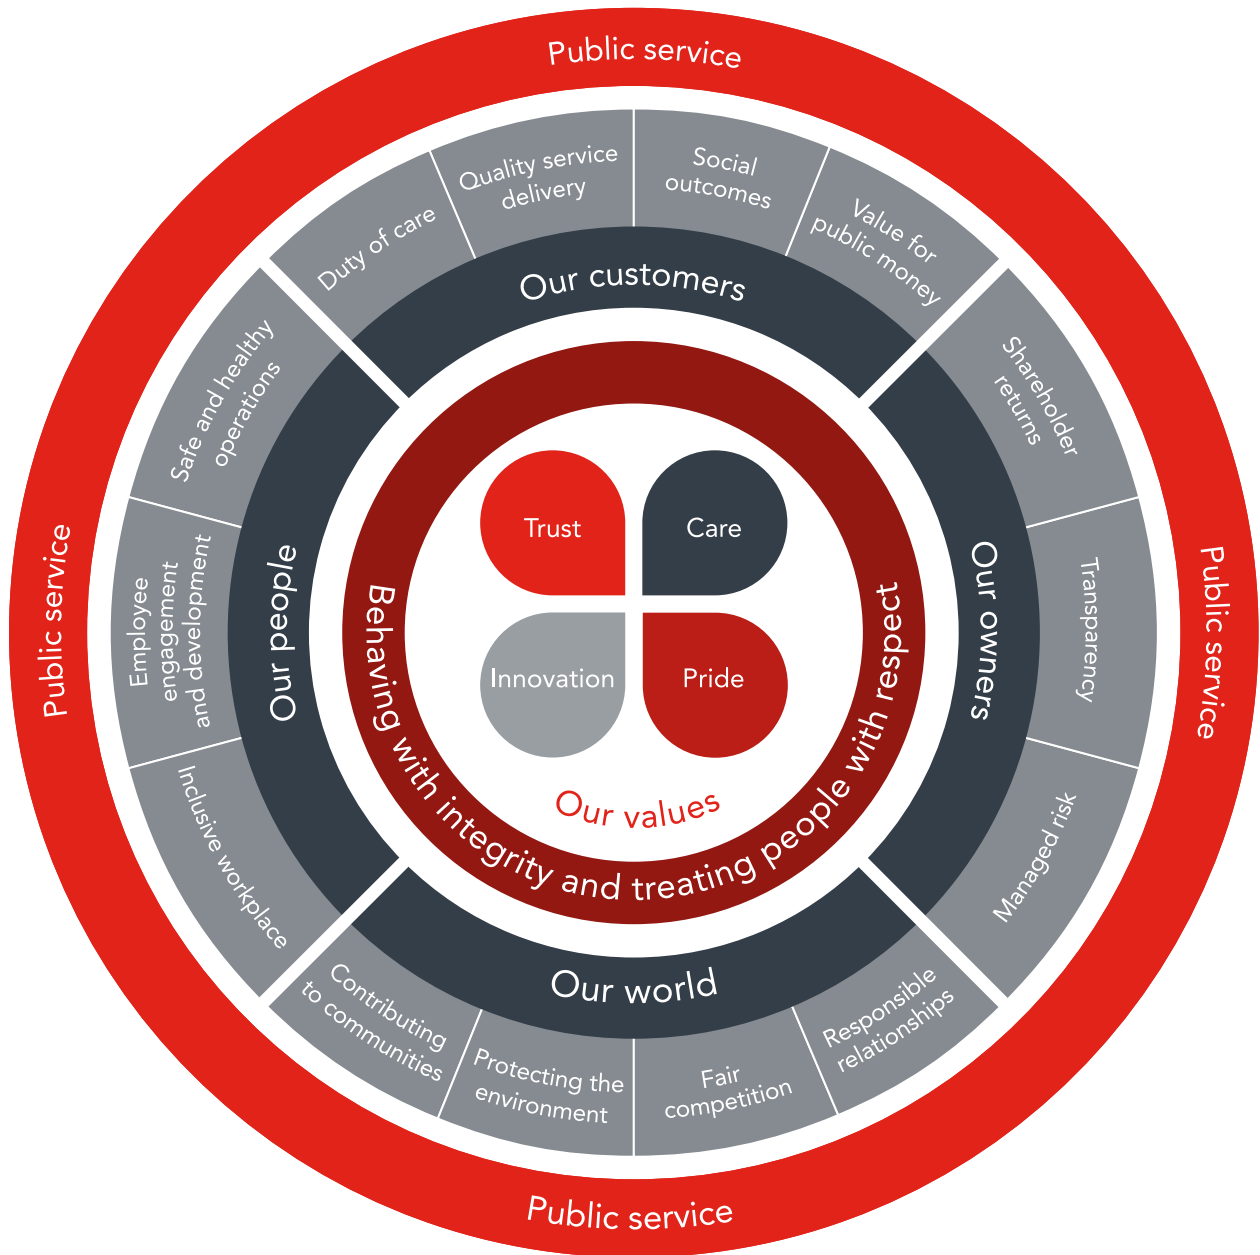 Public service
Duty of care
Quality service
delivery
Social
outcomes
Value for
public money
Our customers
Shareholder
returns
Transparency
Managed risk
Our owners
Public service
Responsible
relationships
Fair
competition
Protecting the
environment
Contributing
to communities
Our world
Public service
Inclusive workplace
Employee
engagement
and development
Safe and healthy
operations
Our people
Public service
Behaving with integrity and treating people with respect
Trust
Care
Innovation
Pride
Our values